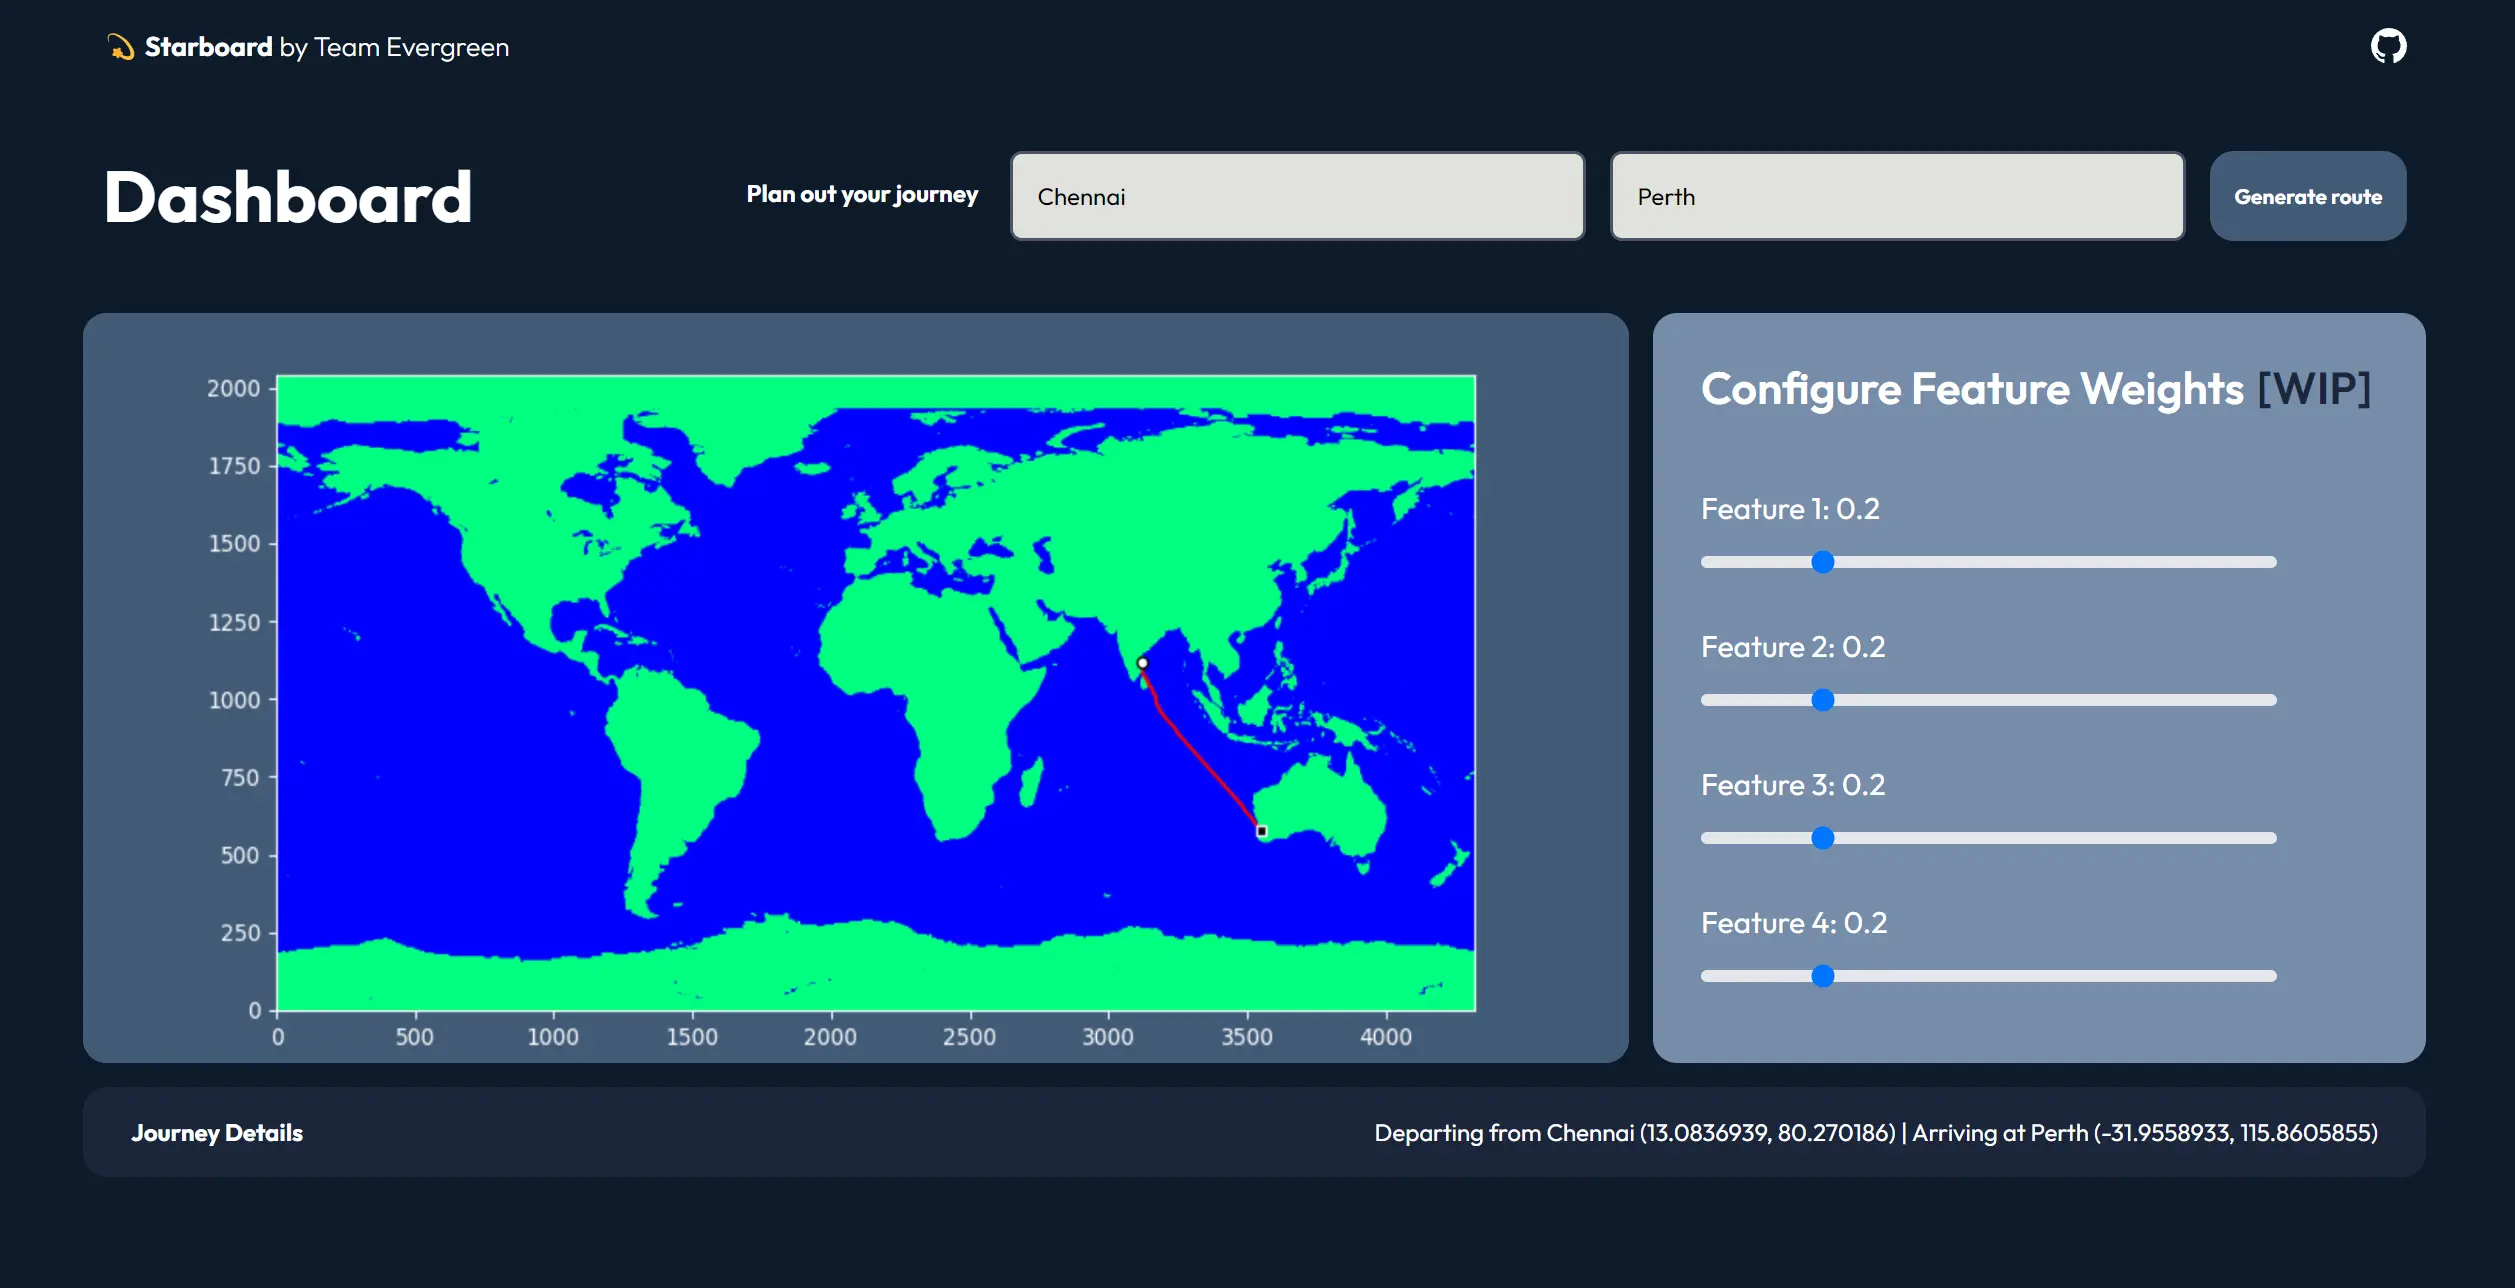 Starboard by Team Evergreen
Dashboard
Plan out your journey
Chennai
Perth
Generate route
2000
1750
1500
1250
1000
750
500
250
0
0 500 1000 1500 2000 2500 3000 3500 4000
Configure Feature Weights [WIP]
Feature 1: 0.2
Feature 2: 0.2
Feature 3: 0.2
Feature 4: 0.2
Journey Details
Departing from Chennai (13.0836939, 80.270186) | Arriving at Perth (-31.9558933, 115.8605855)